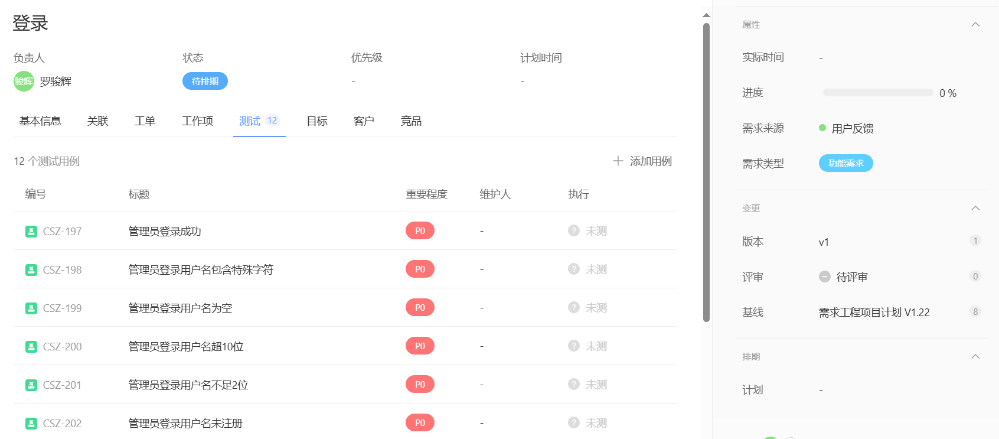 登录
负责人 状态 优先级 计划时间
骏辉 罗骏辉 待排期 - -
基本信息 关联 工单 工作项 测试 12 目标 客户 竞品
12 个测试用例 添加用例
编号 标题 重要程度 维护人 执行
CSZ-197 管理员登录成功 P0 - ? 未测
CSZ-198 管理员登录用户名包含特殊字符 P0 - ? 未测
CSZ-199 管理员登录用户名为空 P0 - ? 未测
CSZ-200 管理员登录用户名超10位 P0 - ? 未测
CSZ-201 管理员登录用户名不足2位 P0 - ? 未测
CSZ-202 管理员登录用户名未注册 P0 - ? 未测
属性
实际时间 -
进度 0 %
需求来源 用户反馈
需求类型 功能需求
变更
版本 v1 1
评审 待评审 0
基线 需求工程项目计划 V1.22 8
排期
计划 -